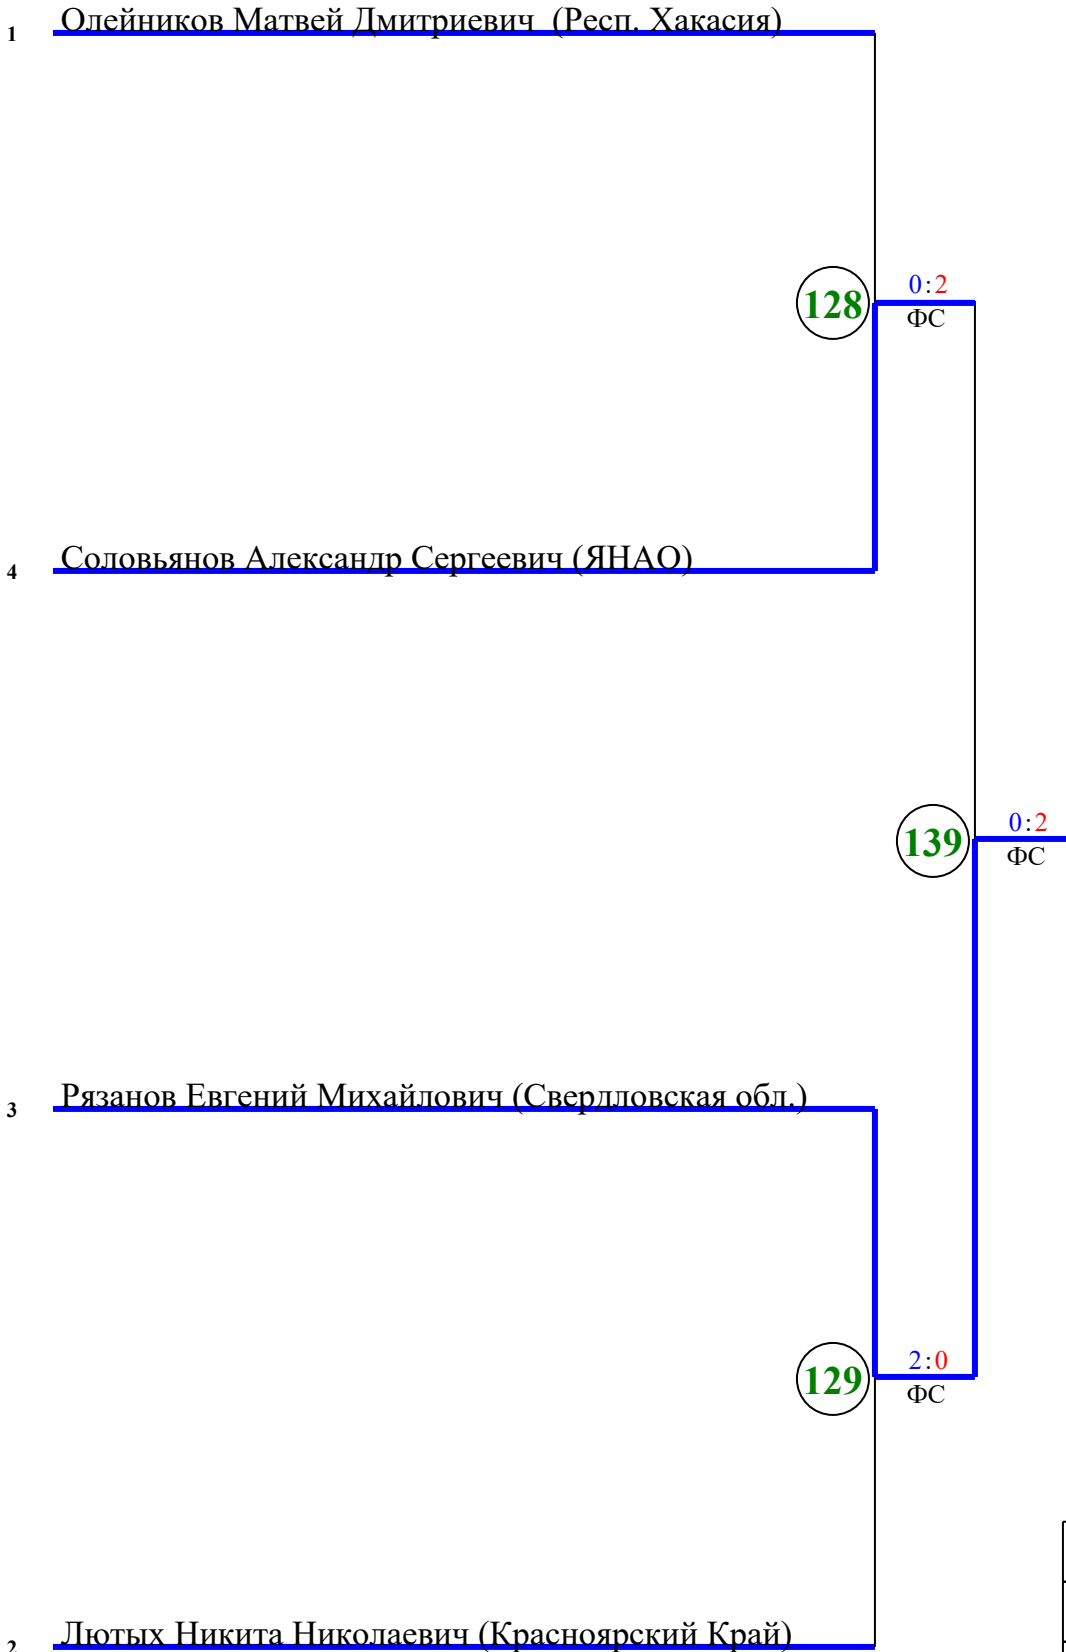 1 Олейников Матвей Дмитриевич (Респ. Хакасия)
128 0:2
ФС
4 Соловьянов Александр Сергеевич (ЯНАО)
139 0:2
ФС
3 Рязанов Евгений Михайлович (Свердловская обл.)
129 2:0
ФС
2 Лютых Никита Николаевич (Красноярский Край)